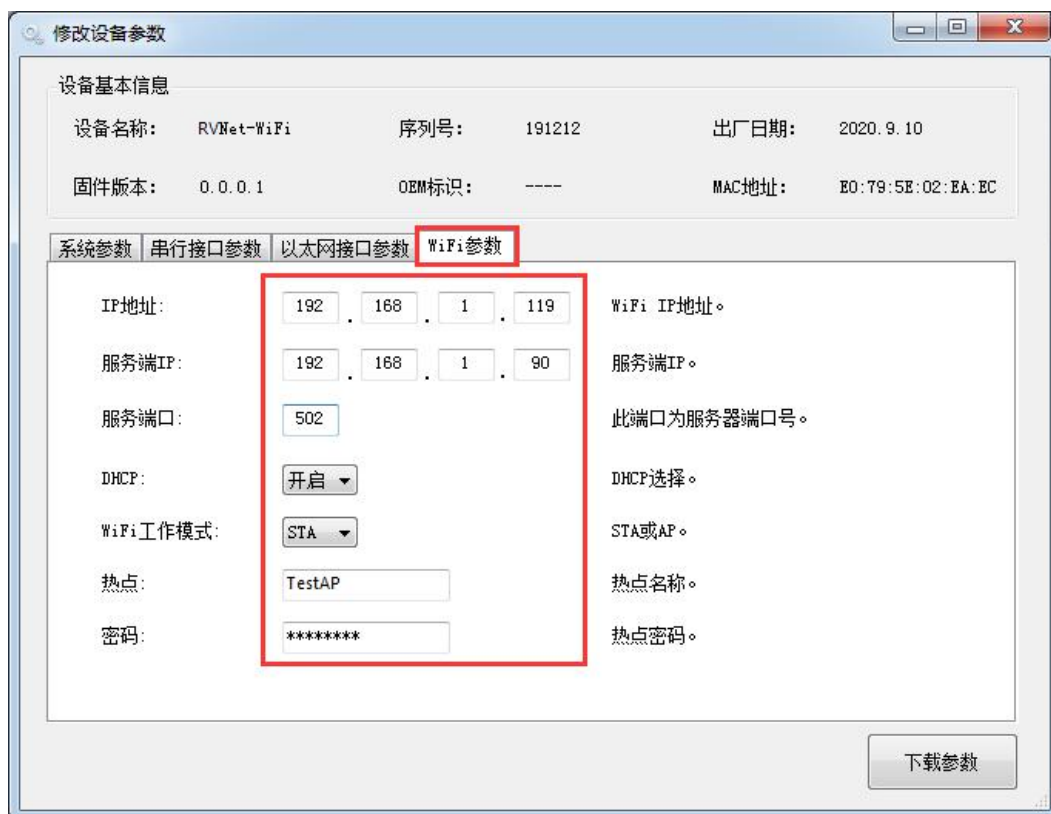 修改设备参数
设备基本信息
设备名称: RVNet-WiFi 序列号: 191212 出厂日期: 2020.9.10
固件版本: 0.0.0.1 OEM标识: ---- MAC地址: E0:79:5E:02:EA:EC
系统参数 串行接口参数 以太网接口参数 WiFi参数
IP地址: 192 . 168 . 1 . 119 WiFi IP地址。
服务端IP: 192 . 168 . 1 . 90 服务端IP。
服务端口: 502 此端口为服务器端口号。
DHCP: 开启 DHCP选择。
WiFi工作模式: STA STA或AP。
热点: TestAP 热点名称。
密码: ******** 热点密码。
下载参数